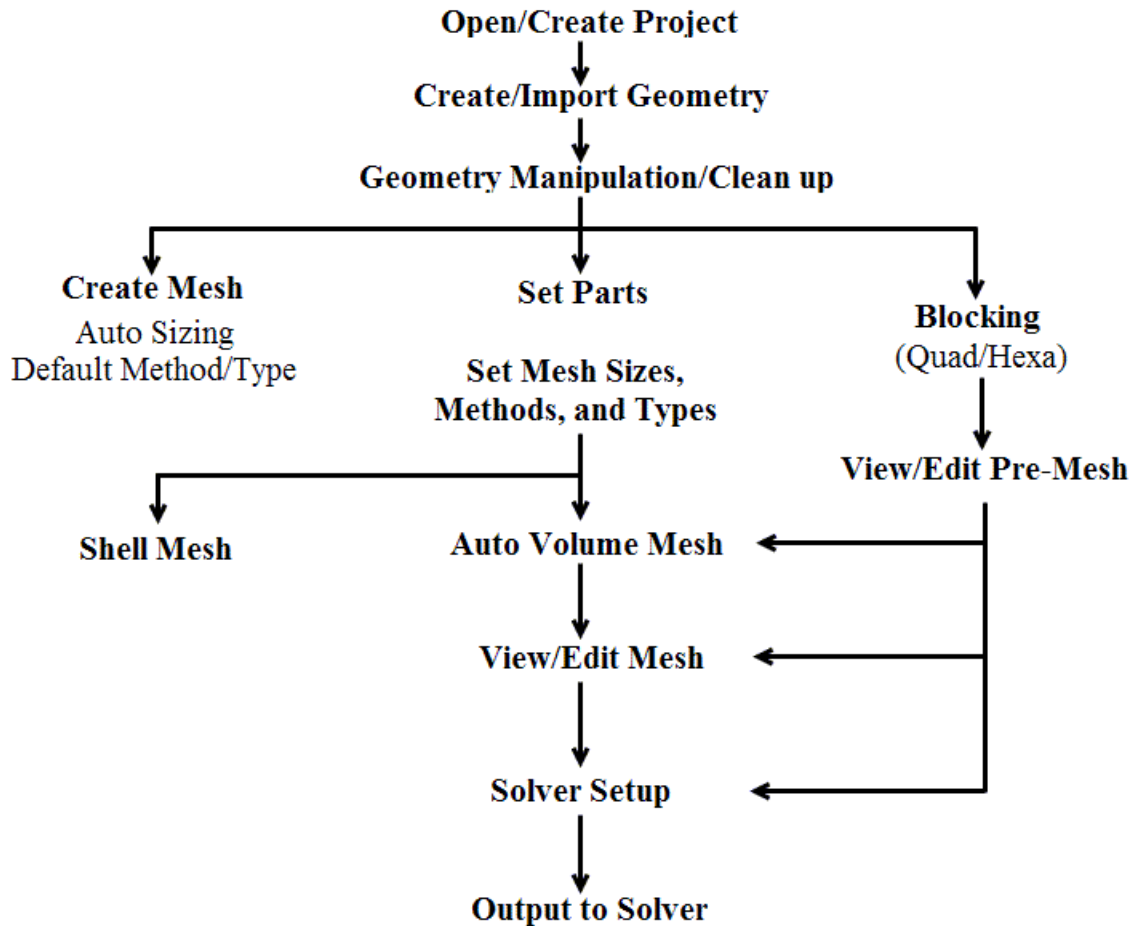 Open/Create Project
Create/Import Geometry
Geometry Manipulation/Clean up
Create Mesh
Auto Sizing
Default Method/Type
Set Parts
Set Mesh Sizes,
Methods, and Types
Blocking
(Quad/Hexa)
View/Edit Pre-Mesh
Shell Mesh
Auto Volume Mesh
View/Edit Mesh
Solver Setup
Output to Solver